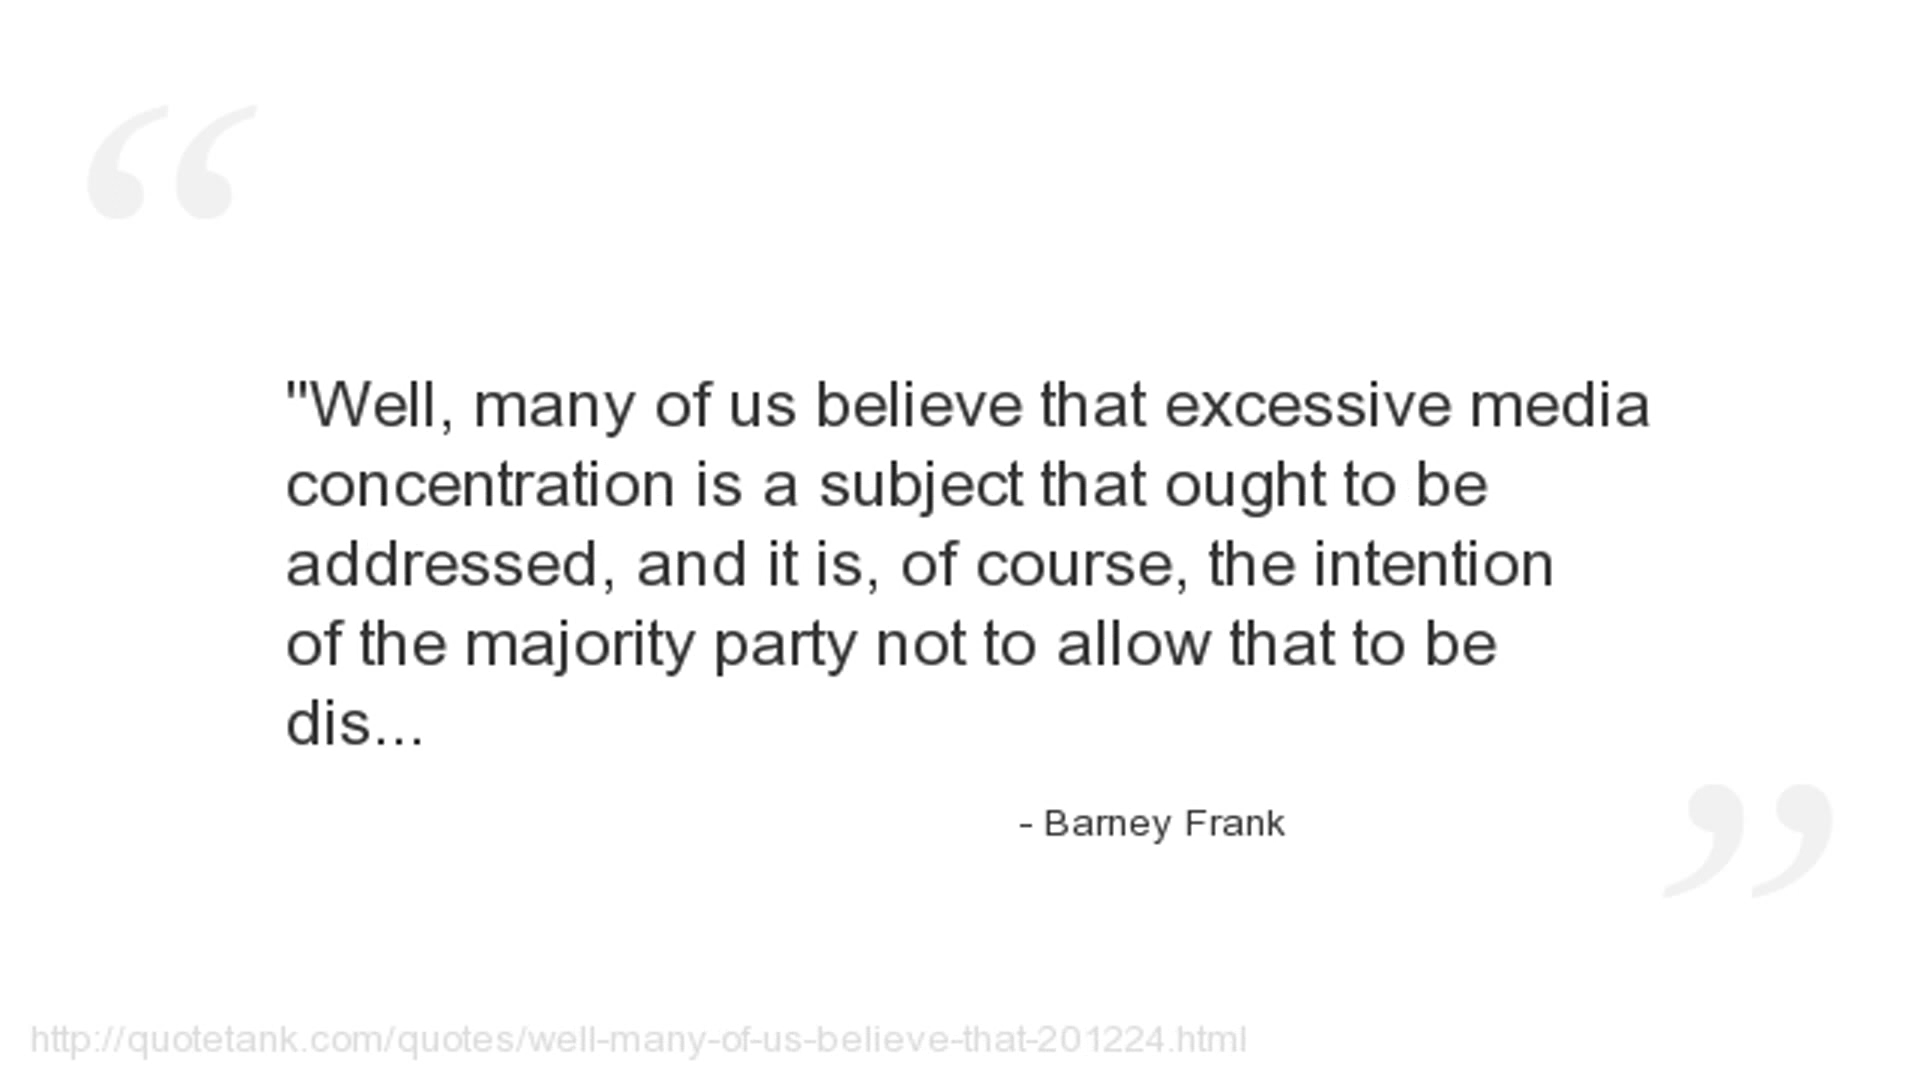 "Well, many of us believe that excessive media
concentration is a subject that ought to be
addressed, and it is, of course, the intention
of the majority party not to allow that to be
dis...
- Barney Frank
http://quotetank.com/quotes/well-many-of-us-believe-that-201224.html